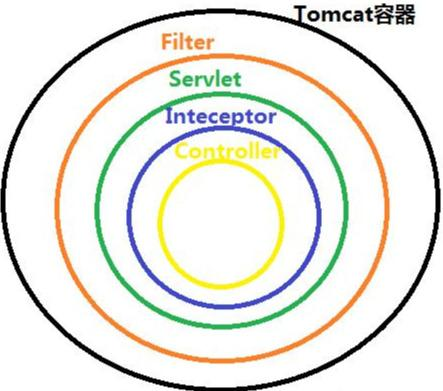 Tomcat容器
Filter
Servlet
Inteceptor
Controller